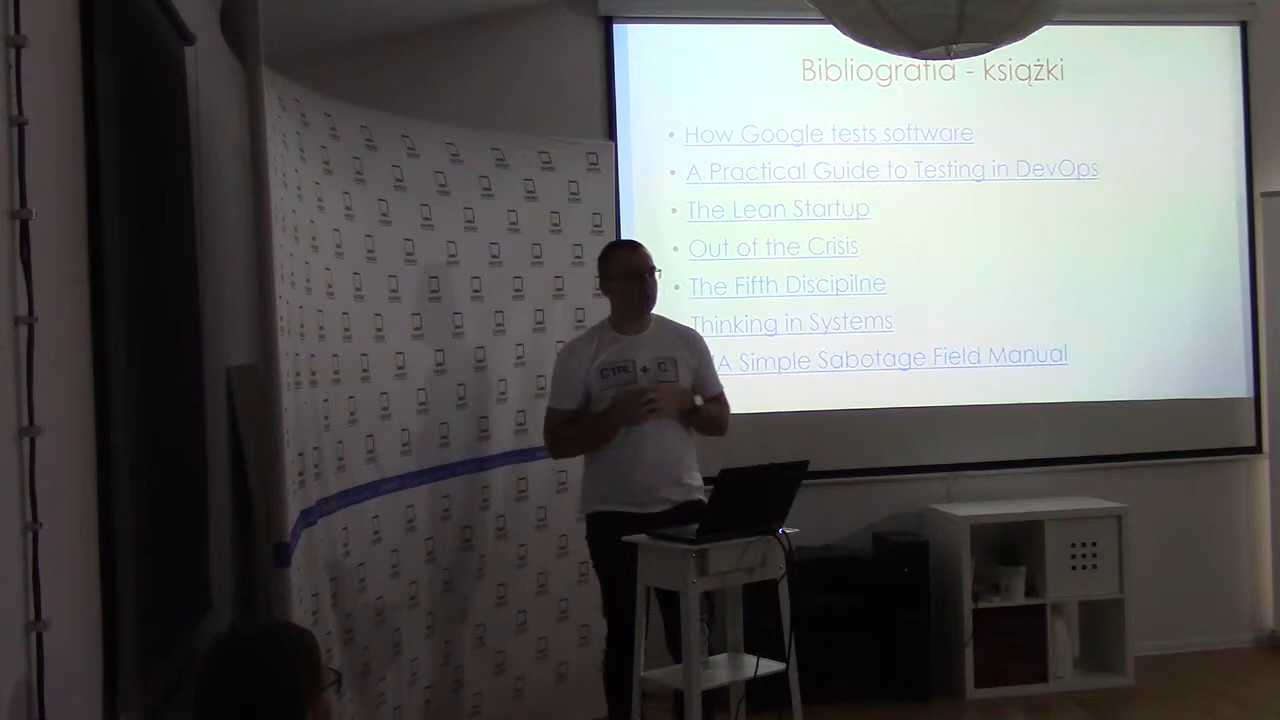 Bibliografia - książki
• How Google tests software
• A Practical Guide to Testing in DevOps
• The Lean Startup
• Out of the Crisis
• The Fifth Discipilne
Thinking in Systems
IA Simple Sabotage Field Manual
CTRL + C